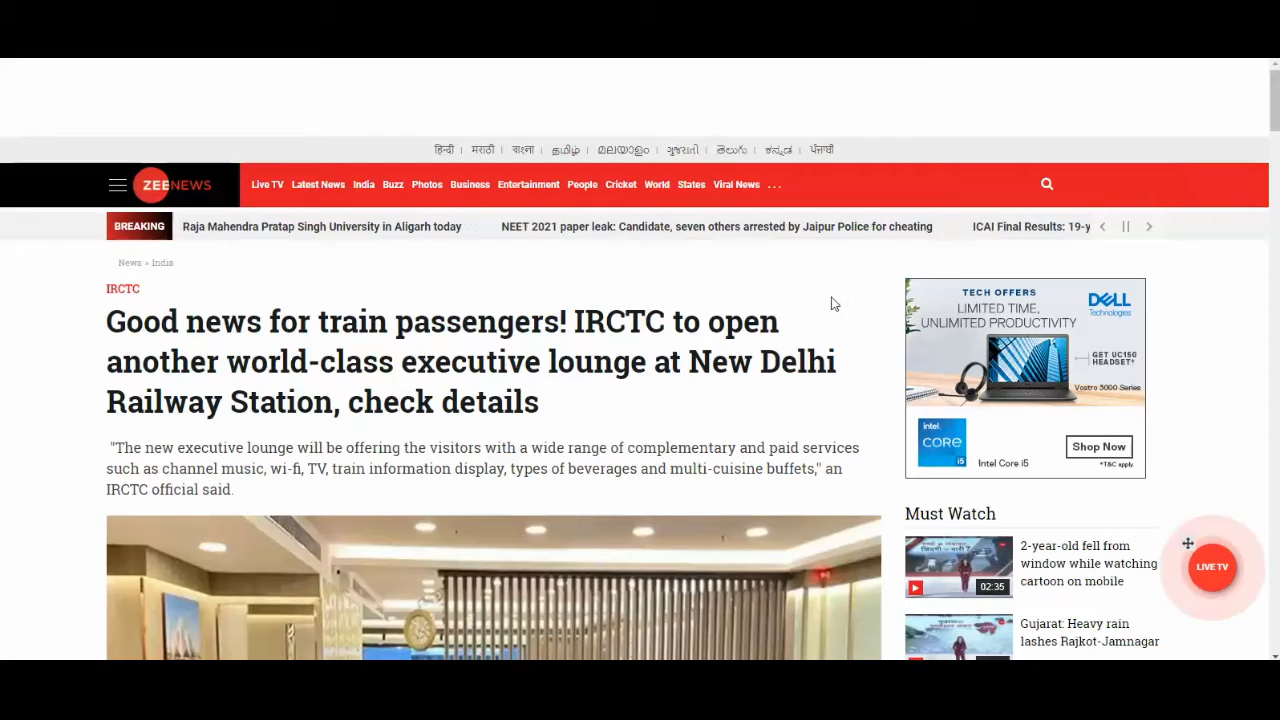 हिन्दी | मराठी | বাংলা | தமிழ் | മലയാളം | ગુજરાતી | తెలుగు | ಕನ್ನಡ | ਪੰਜਾਬੀ
ZEENEWS Live TV Latest News India Buzz Photos Business Entertainment People Cricket World States Viral News ...
BREAKING Raja Mahendra Pratap Singh University in Aligarh today NEET 2021 paper leak: Candidate, seven others arrested by Jaipur Police for cheating ICAI Final Results: 19-y
News » India
IRCTC
Good news for train passengers! IRCTC to open
another world-class executive lounge at New Delhi
Railway Station, check details
"The new executive lounge will be offering the visitors with a wide range of complementary and paid services
such as channel music, wi-fi, TV, train information display, types of beverages and multi-cuisine buffets," an
IRCTC official said.
TECH OFFERS
LIMITED TIME,
UNLIMITED PRODUCTIVITY
DELL
Technologies
GET UC150
HEADSET*
Vostro 3000 Series
intel.
CORE
i5
Intel Core i5
Shop Now
*T&C apply
Must Watch
2-year-old fell from
window while watching
cartoon on mobile
02:35
Gujarat: Heavy rain
lashes Rajkot-Jamnagar
LIVE TV